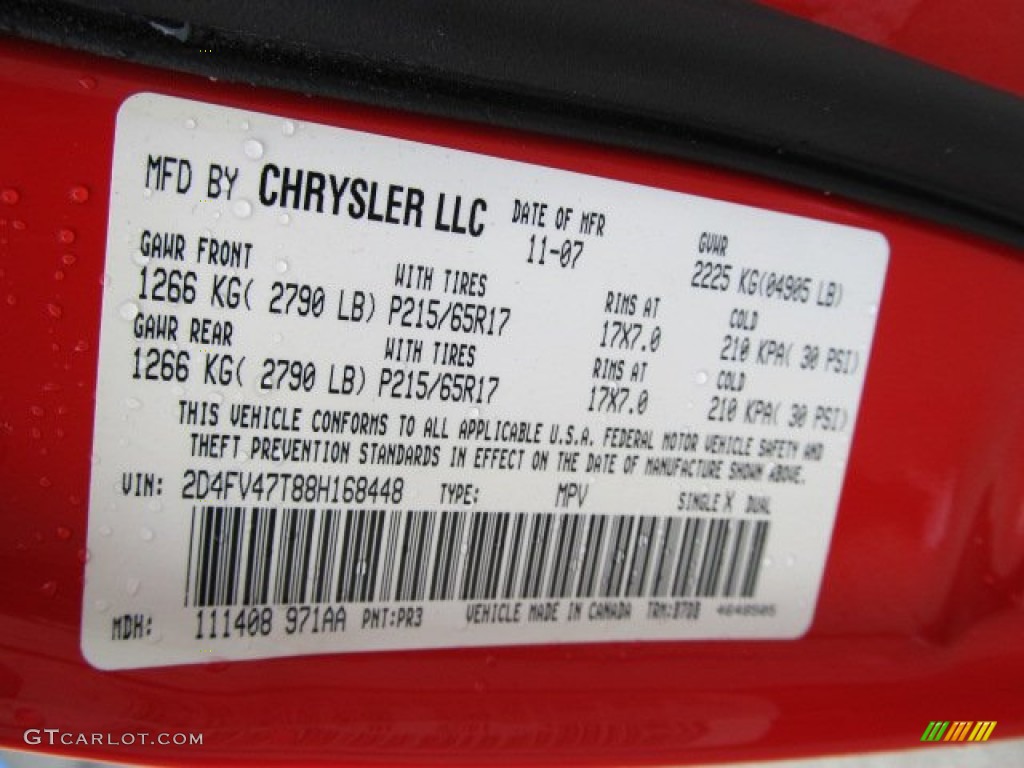 MFD BY CHRYSLER LLC DATE OF MFR GVWR
11-07 2225 KG(04905 LB)
GAWR FRONT WITH TIRES RIMS AT COLD
1266 KG( 2790 LB) P215/65R17 17X7.0 210 KPA( 30 PSI)
GAWR REAR WITH TIRES RIMS AT COLD
1266 KG( 2790 LB) P215/65R17 17X7.0 210 KPA( 30 PSI)
THIS VEHICLE CONFORMS TO ALL APPLICABLE U.S.A. FEDERAL MOTOR VEHICLE SAFETY AND
THEFT PREVENTION STANDARDS IN EFFECT ON THE DATE OF MANUFACTURE SHOWN ABOVE.
VIN: 2D4FV47T88H168448 TYPE: MPV SINGLE X DUAL
MDH: 111408 971AA PNT:PR3 VEHICLE MADE IN CANADA TRM:
GTCARLOT.COM